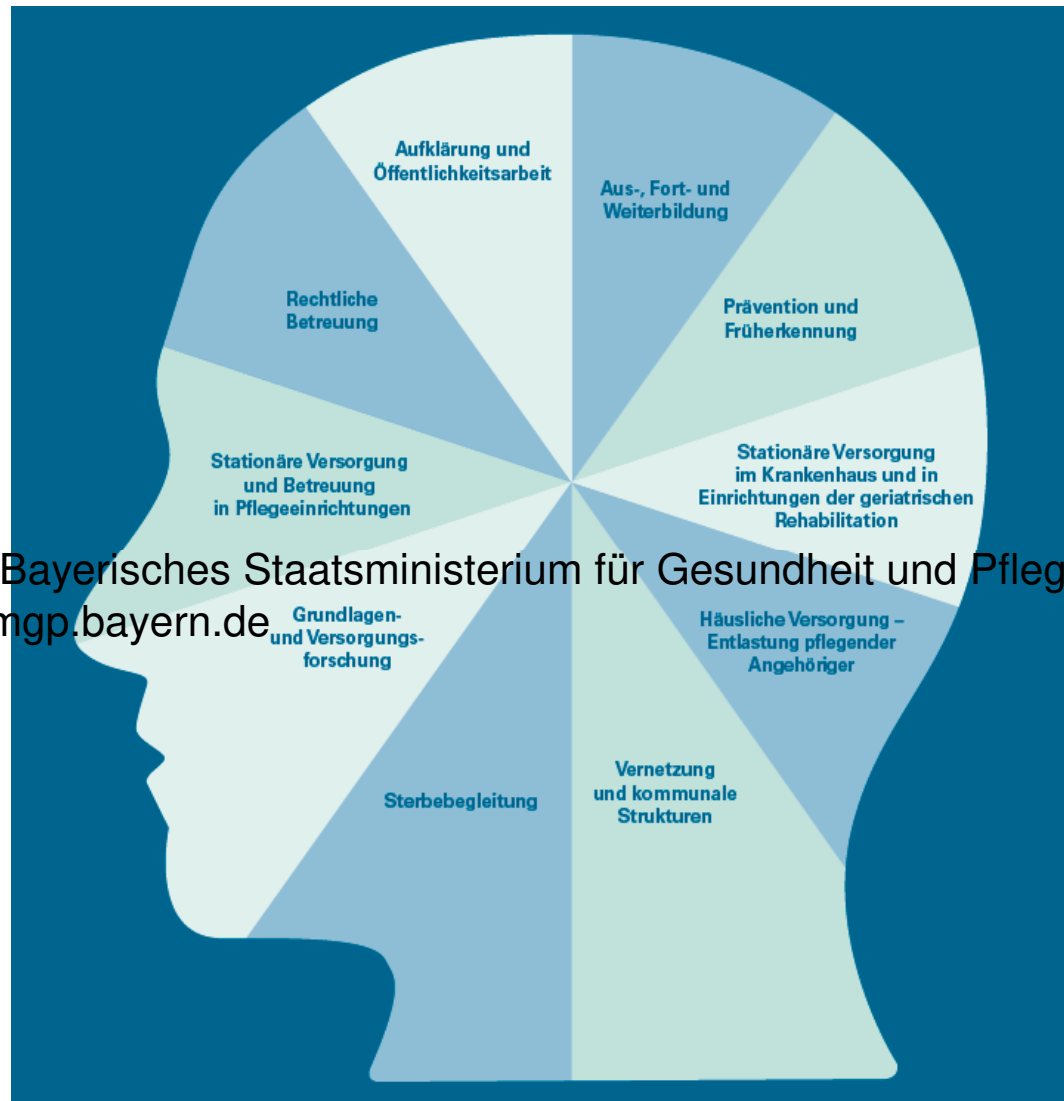 Aufklärung und
Öffentlichkeitsarbeit
Aus-, Fort- und
Weiterbildung
Rechtliche
Betreuung
Prävention und
Früherkennung
Stationäre Versorgung
und Betreuung
in Pflegeeinrichtungen
Stationäre Versorgung
im Krankenhaus und in
Einrichtungen der geriatrischen
Rehabilitation
Bayerisches Staatsministerium für Gesundheit und Pfleg
mgp.bayern.de
Grundlagen-
und Versorgungs-
forschung
Häusliche Versorgung –
Entlastung pflegender
Angehöriger
Sterbebegleitung
Vernetzung
und kommunale
Strukturen